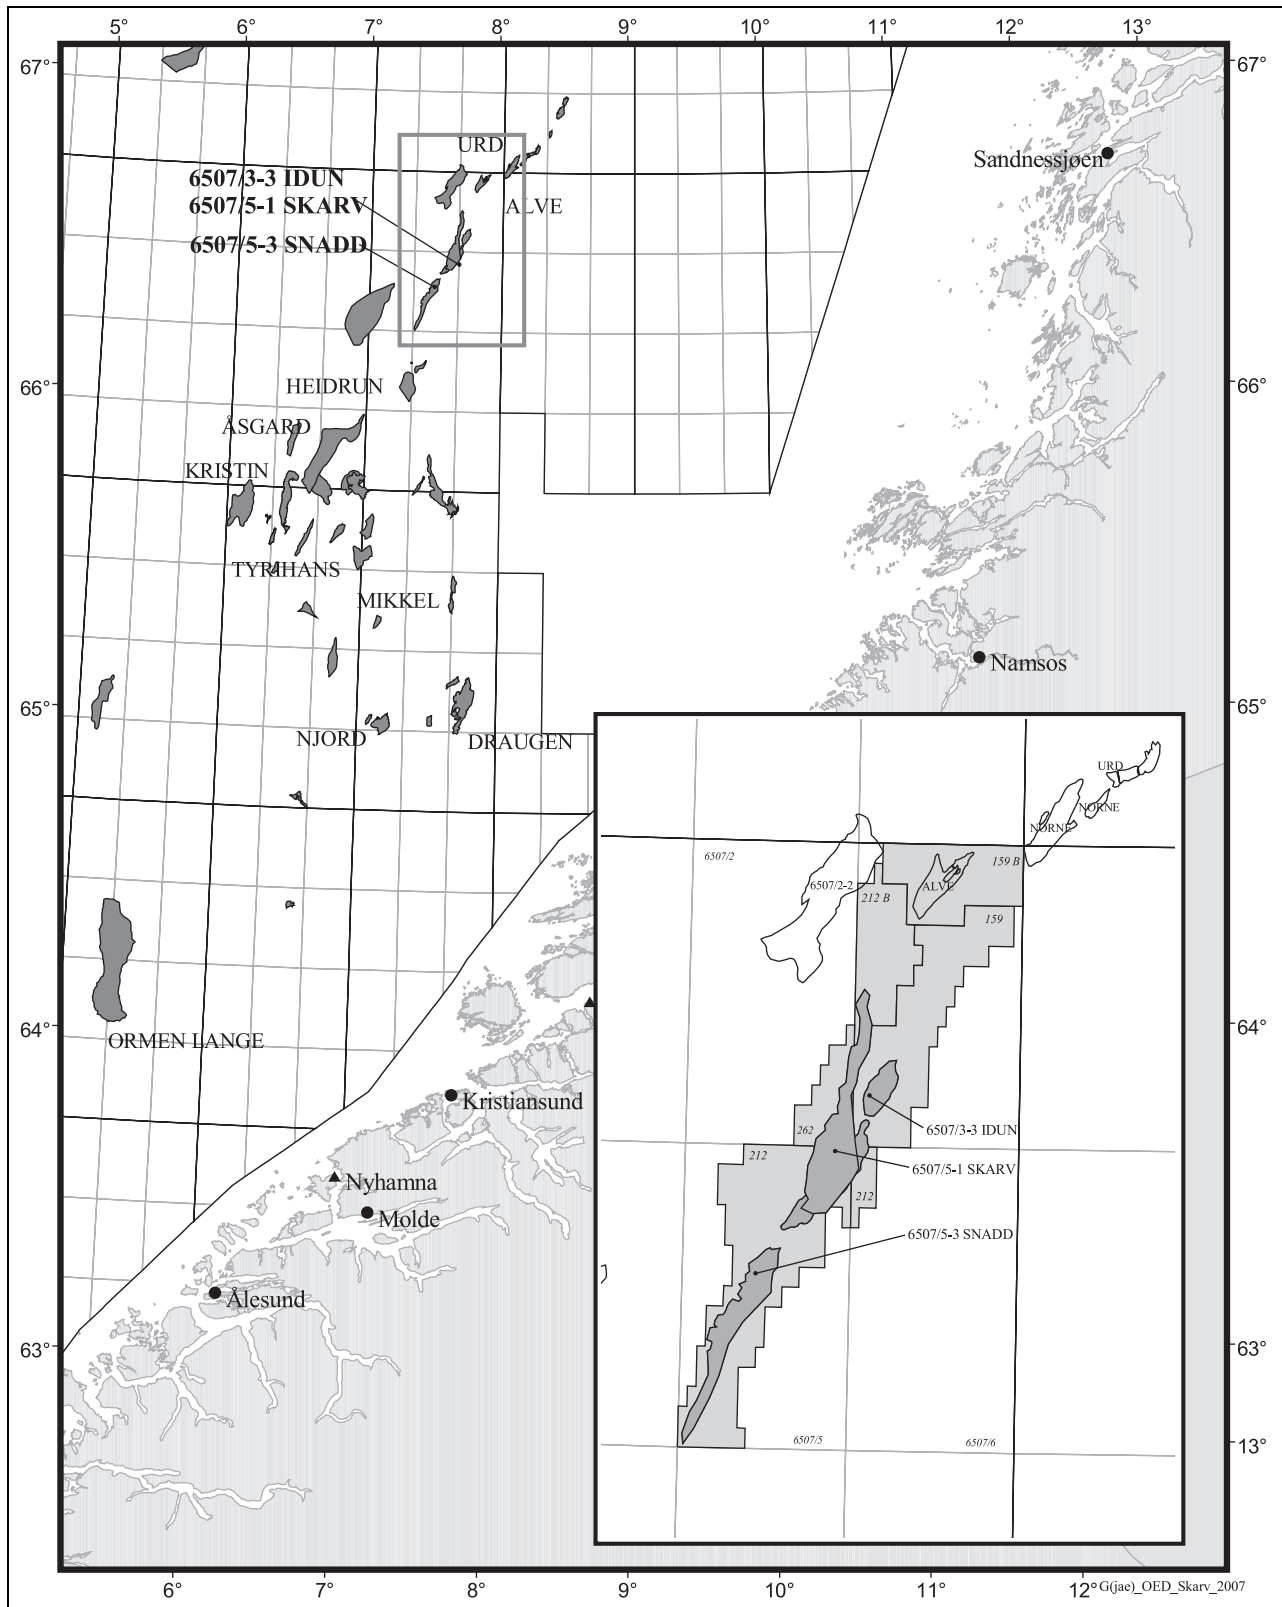 5° 6° 7° 8° 9° 10° 11° 12° 13°
67° 67°
Sandnessjøen
URD
6507/3-3 IDUN
6507/5-1 SKARV
ALVE
6507/5-3 SNADD
66° 66°
HEIDRUN
ÅSGARD
KRISTIN
TYRIHANS
MIKKEL
Namsos
65° 65°
NJORD
DRAUGEN
URD
NORNE
NORNE
6507/2
159 B
6507/2-2
ALVE
212 B
159
64° 64°
ORMEN LANGE
Kristiansund
262
6507/3-3 IDUN
212
6507/5-1 SKARV
Nyhamna
212
Molde
6507/5-3 SNADD
Ålesund
63° 63°
6507/5
6507/6
13°
6° 7° 8° 9° 10° 11° 12°
G(jae)_OED_Skarv_2007